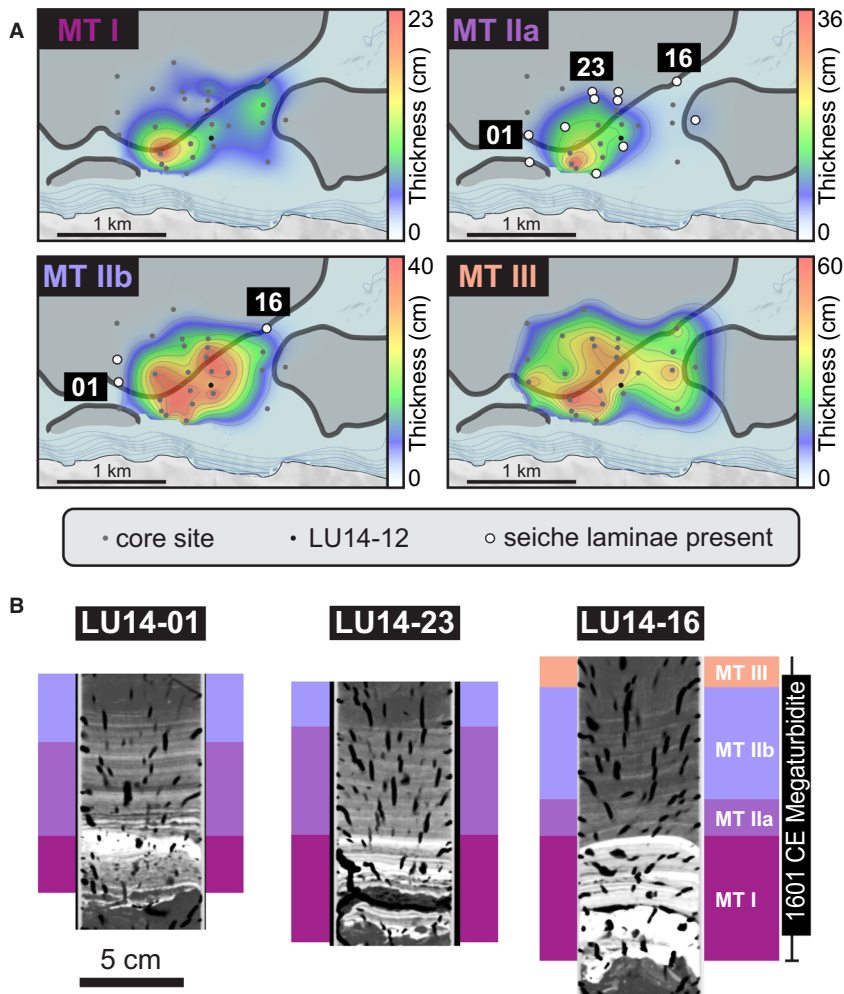 A
MT I
23
Thickness (cm)
0
1 km
MT IIa
23
16
01
36
Thickness (cm)
0
1 km
MT IIb
16
01
40
Thickness (cm)
0
1 km
MT III
60
Thickness (cm)
0
1 km
core site
LU14-12
seiche laminae present
B
LU14-01
LU14-23
LU14-16
MT III
MT IIb
MT IIa
MT I
1601 CE Megaturbidite
5 cm